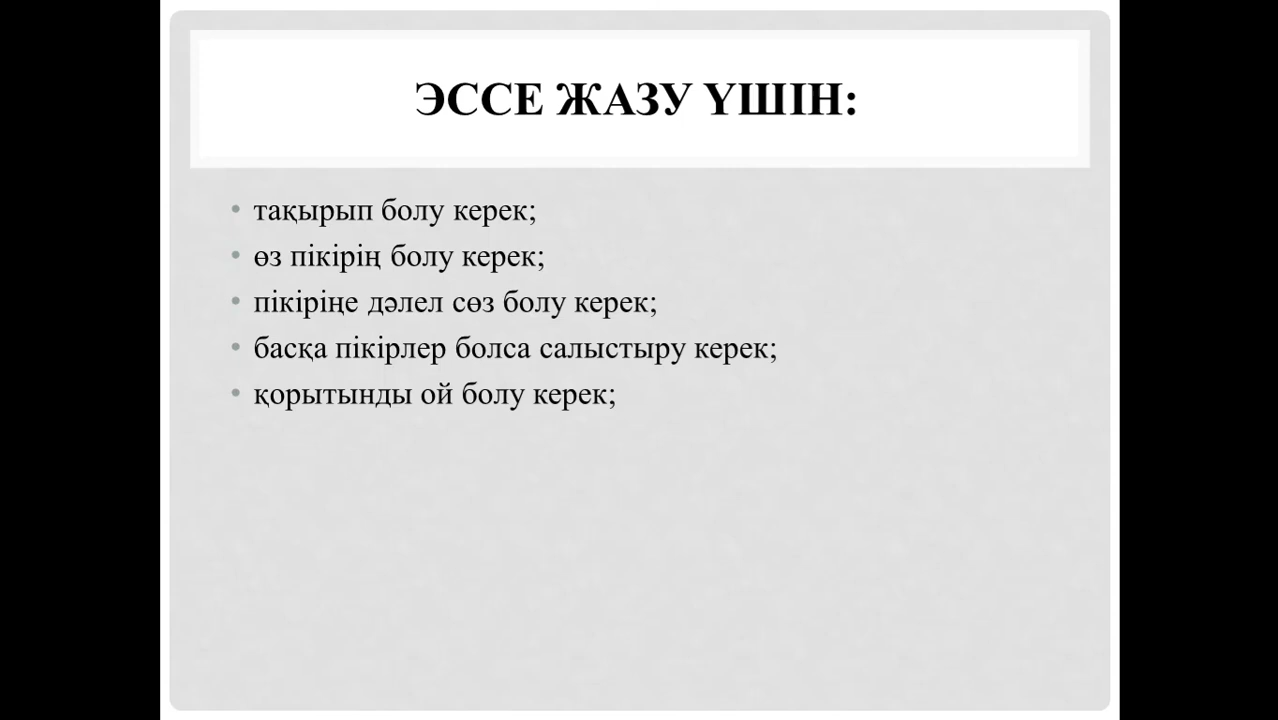 ЭССЕ ЖАЗУ ҮШІН:
• тақырып болу керек;
• өз пікірің болу керек;
• пікіріңе дәлел сөз болу керек;
• басқа пікірлер болса салыстыру керек;
• қорытынды ой болу керек;